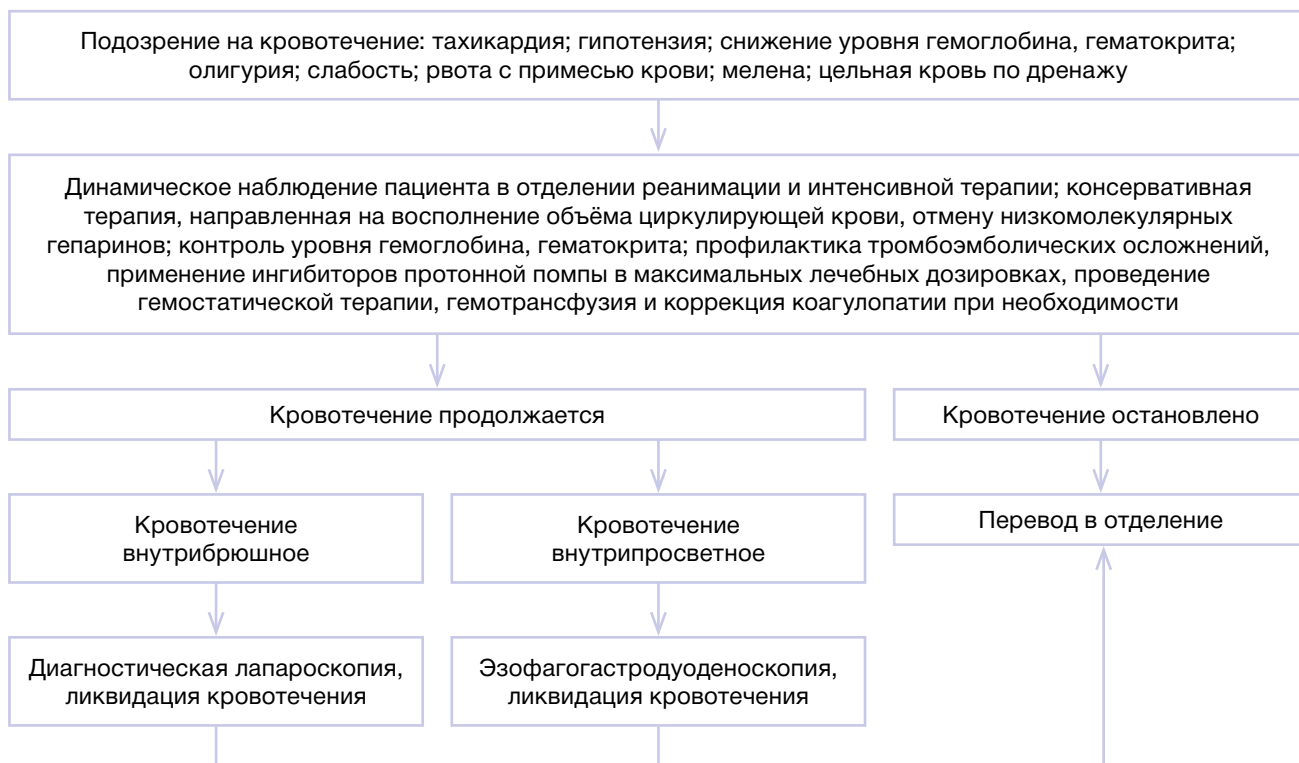 Подозрение на кровотечение: тахикардия; гипотензия; снижение уровня гемоглобина, гематокрита;
олигурия; слабость; рвота с примесью крови; мелена; цельная кровь по дренажу
Динамическое наблюдение пациента в отделении реанимации и интенсивной терапии; консервативная
терапия, направленная на восполнение объёма циркулирующей крови, отмену низкомолекулярных
гепаринов; контроль уровня гемоглобина, гематокрита; профилактика тромбоэмболических осложнений,
применение ингибиторов протонной помпы в максимальных лечебных дозировках, проведение
гемостатической терапии, гемотрансфузия и коррекция коагулопатии при необходимости
Кровотечение продолжается
Кровотечение остановлено
Кровотечение
внутрибрюшное
Кровотечение
внутрипросветное
Перевод в отделение
Диагностическая лапароскопия,
ликвидация кровотечения
Эзофагогастродуоденоскопия,
ликвидация кровотечения